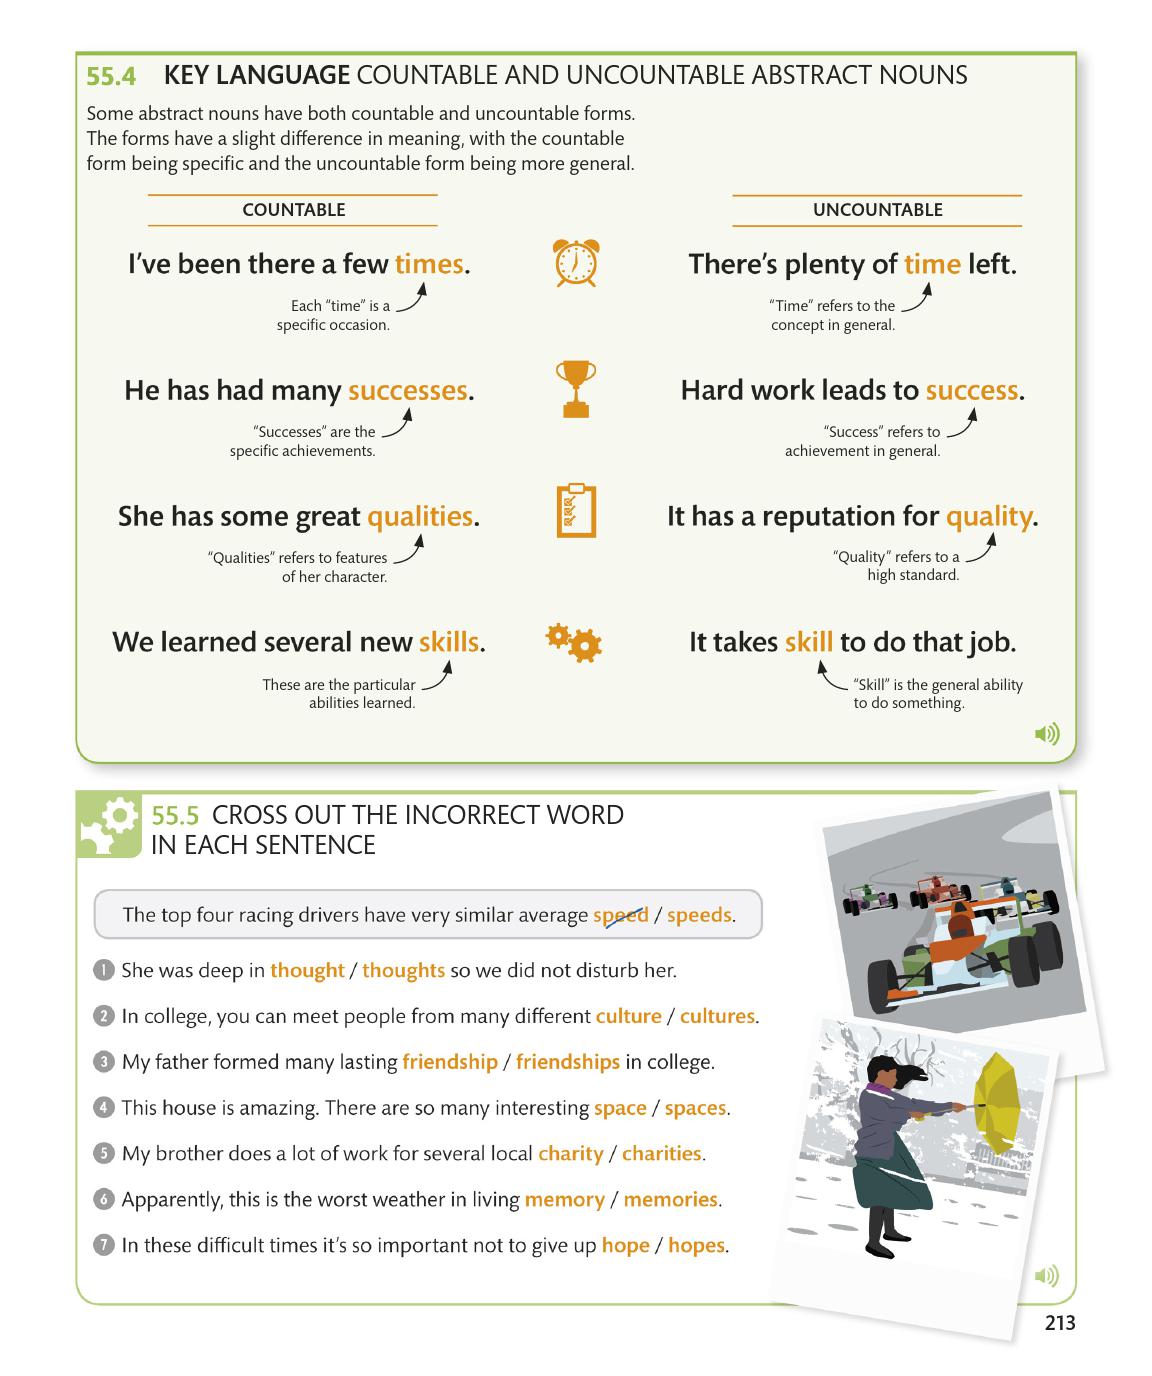 55.4 KEY LANGUAGE COUNTABLE AND UNCOUNTABLE ABSTRACT NOUNS
Some abstract nouns have both countable and uncountable forms.
The forms have a slight difference in meaning, with the countable
form being specific and the uncountable form being more general.
COUNTABLE
UNCOUNTABLE
I’ve been there a few times.
Each “time” is a
specific occasion.
There’s plenty of time left.
“Time” refers to the
concept in general.
He has had many successes.
“Successes” are the
specific achievements.
Hard work leads to success.
“Success” refers to
achievement in general.
She has some great qualities.
“Qualities” refers to features
of her character.
It has a reputation for quality.
“Quality” refers to a
high standard.
We learned several new skills.
These are the particular
abilities learned.
It takes skill to do that job.
“Skill” is the general ability
to do something.
55.5 CROSS OUT THE INCORRECT WORD
IN EACH SENTENCE
The top four racing drivers have very similar average speed / speeds.
1 She was deep in thought / thoughts so we did not disturb her.
2 In college, you can meet people from many different culture / cultures.
3 My father formed many lasting friendship / friendships in college.
4 This house is amazing. There are so many interesting space / spaces.
5 My brother does a lot of work for several local charity / charities.
6 Apparently, this is the worst weather in living memory / memories.
7 In these difficult times it’s so important not to give up hope / hopes.
213